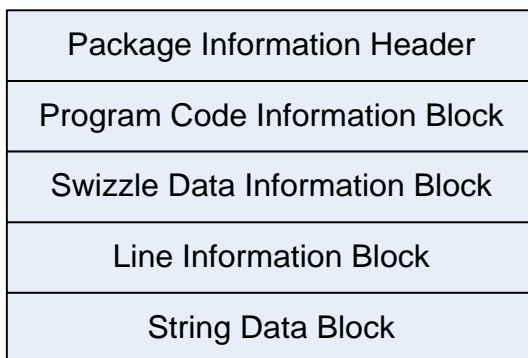 Package Information Header
Program Code Information Block
Swizzle Data Information Block
Line Information Block
String Data Block